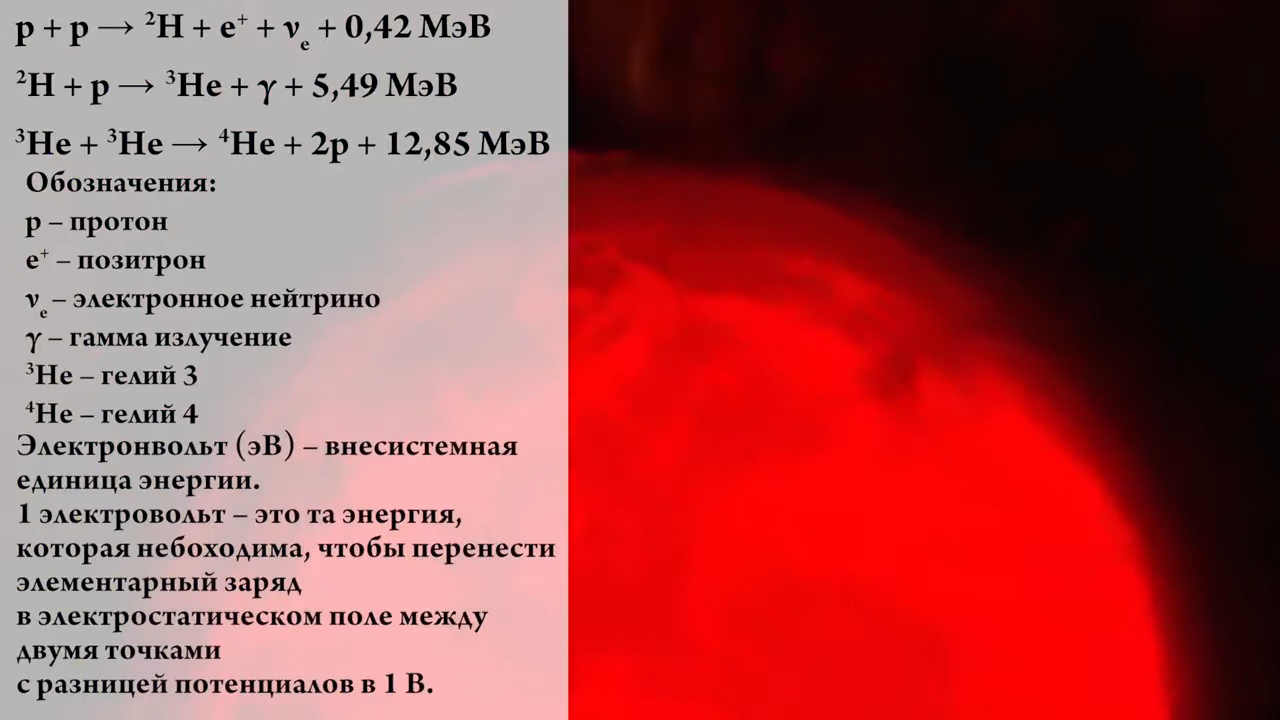 p + p → ²H + e⁺ + νₑ + 0,42 МэВ
²H + p → ³He + γ + 5,49 МэВ
³He + ³He → ⁴He + 2p + 12,85 МэВ
Обозначения:
p – протон
e⁺ – позитрон
νₑ – электронное нейтрино
γ – гамма излучение
³He – гелий 3
⁴He – гелий 4
Электронвольт (эВ) – внесистемная
единица энергии.
1 электровольт – это та энергия,
которая небоходима, чтобы перенести
элементарный заряд
в электростатическом поле между
двумя точками
с разницей потенциалов в 1 В.